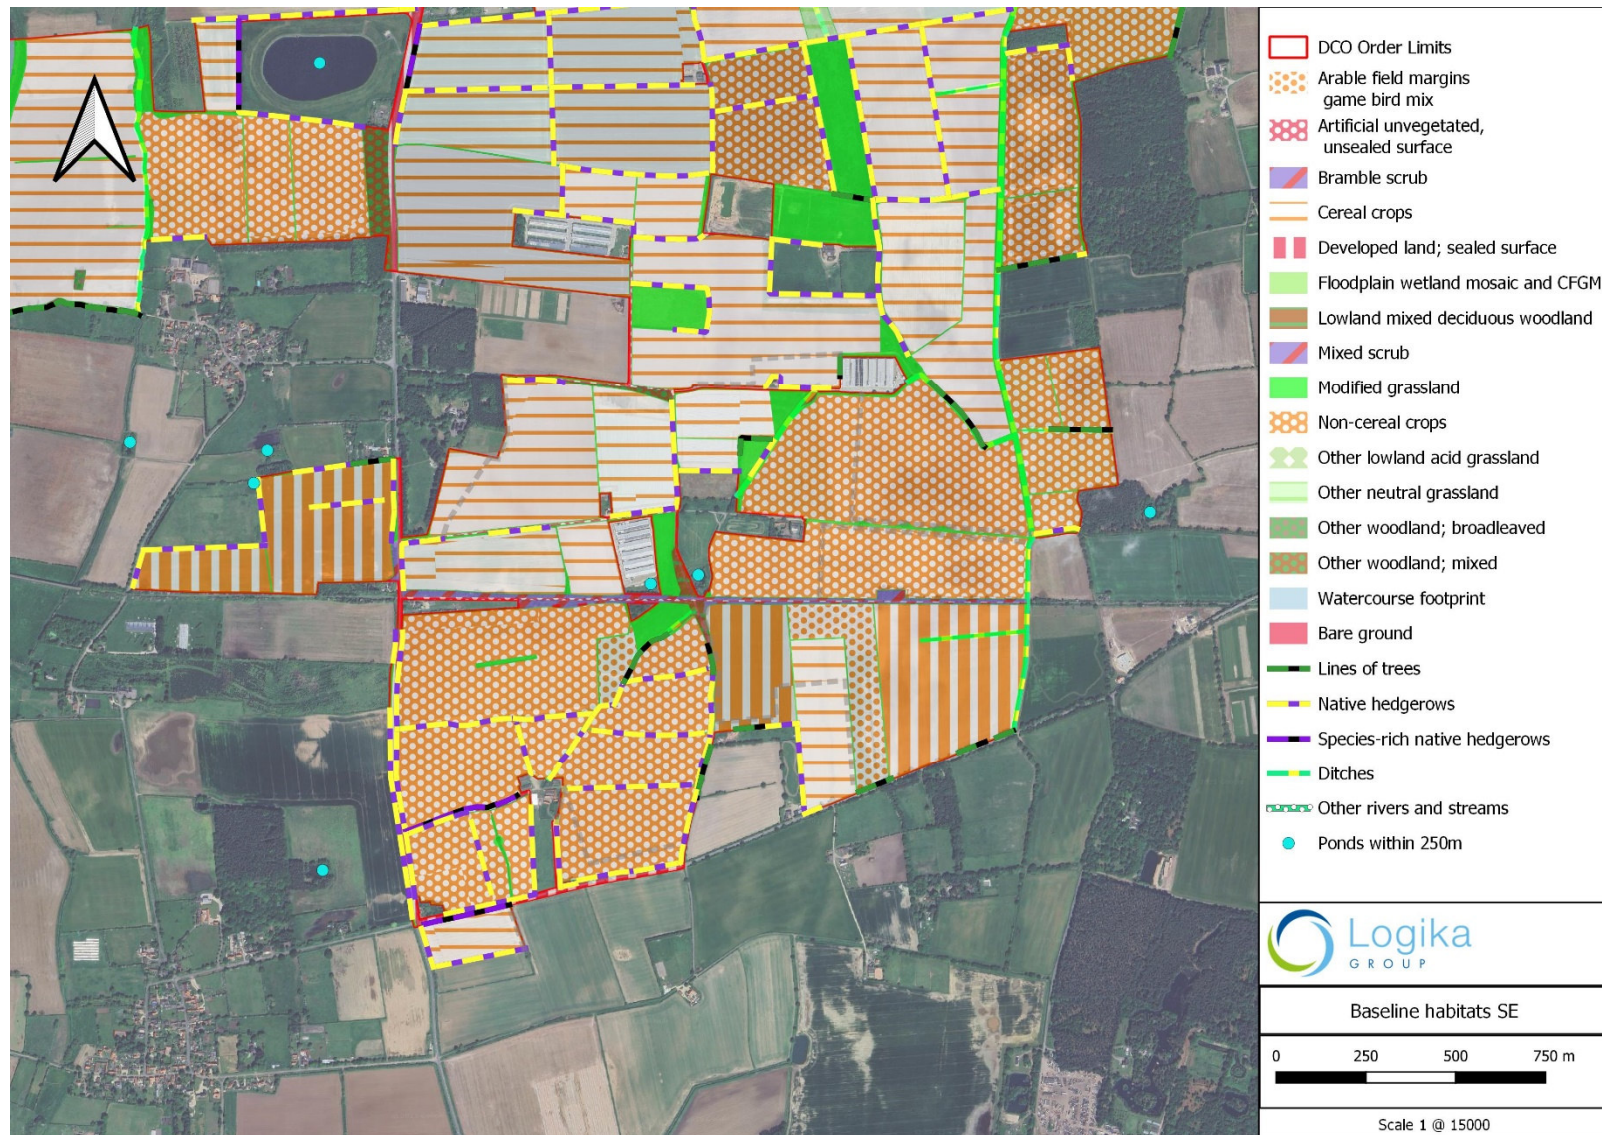 DCO Order Limits
Arable field margins
game bird mix
Artificial unvegetated,
unsealed surface
Bramble scrub
Cereal crops
Developed land; sealed surface
Floodplain wetland mosaic and CFGM
Lowland mixed deciduous woodland
Mixed scrub
Modified grassland
Non-cereal crops
Other lowland acid grassland
Other neutral grassland
Other woodland; broadleaved
Other woodland; mixed
Watercourse footprint
Bare ground
Lines of trees
Native hedgerows
Species-rich native hedgerows
Ditches
Other rivers and streams
Ponds within 250m
Logika
GROUP
Baseline habitats SE
0 250 500 750 m
Scale 1 @ 15000